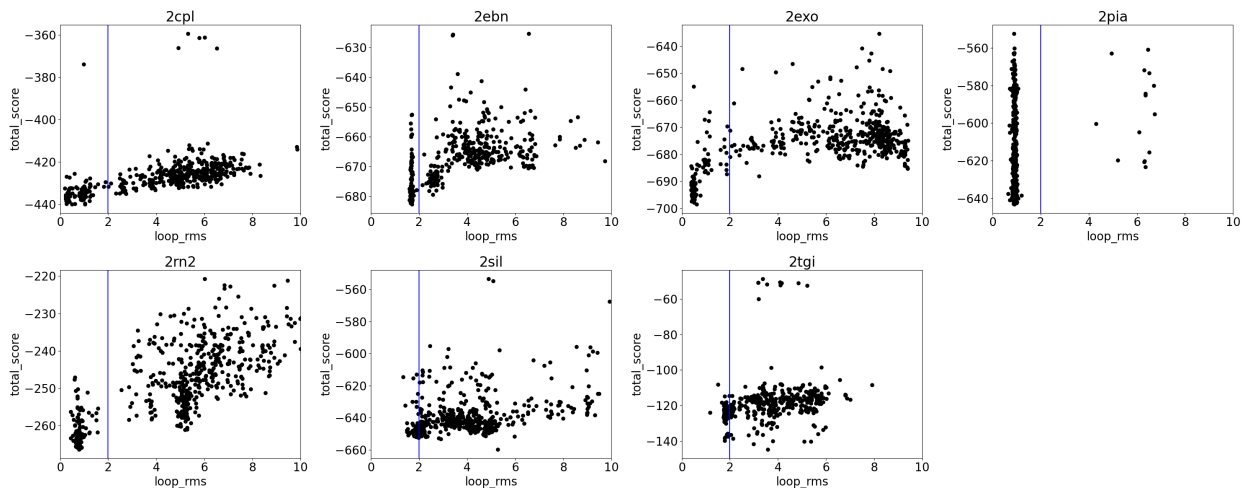 2cpl
−360
−380
−400
−420
−440
total_score
0 2 4 6 8 10
loop_rms
2ebn
−630
−640
−650
−660
−670
−680
total_score
0 2 4 6 8 10
loop_rms
2exo
−640
−650
−660
−670
−680
−690
−700
total_score
0 2 4 6 8 10
loop_rms
2pia
−560
−580
−600
−620
−640
total_score
0 2 4 6 8 10
loop_rms
2rn2
−220
−230
−240
−250
−260
total_score
0 2 4 6 8 10
loop_rms
2sil
−560
−580
−600
−620
−640
−660
total_score
0 2 4 6 8 10
loop_rms
2tgi
−60
−80
−100
−120
−140
total_score
0 2 4 6 8 10
loop_rms